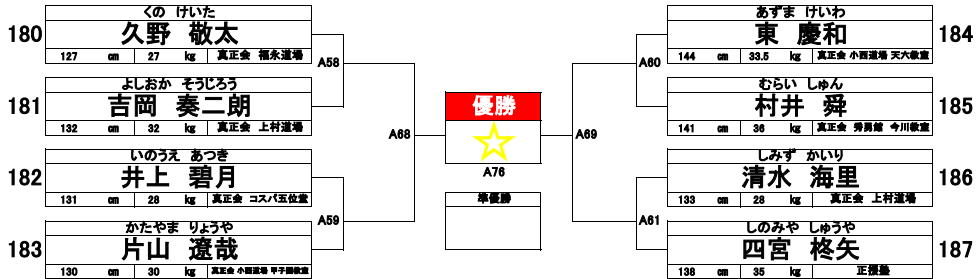 180
くの けいた
久野 敬太
127 cm 27 kg 真正会 福永道場
181
よしおか そうじろう
吉岡 奏二朗
132 cm 32 kg 真正会 上村道場
182
いのうえ あつき
井上 碧月
131 cm 28 kg 真正会 コスパ五位堂
183
かたやま りょうや
片山 遼哉
130 cm 30 kg 真正会 小西道場 甲子園教室
A58
A59
A68
優勝
A76
準優勝
A69
A60
A61
あずま けいわ
東 慶和
184
144 cm 33.5 kg 真正会 小西道場 天六教室
むらい しゅん
村井 舜
185
141 cm 36 kg 真正会 秀勇館 今川教室
しみず かいり
清水 海里
186
133 cm 28 kg 真正会 上村道場
しのみや しゅうや
四宮 柊矢
187
138 cm 35 kg 正援塾